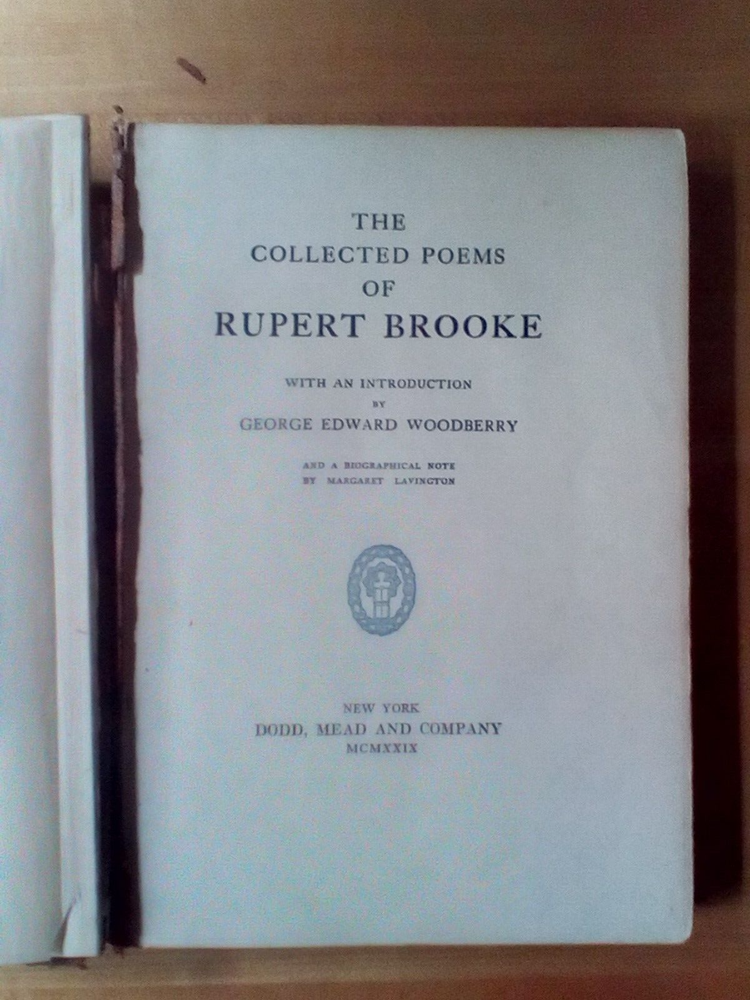 THE
COLLECTED POEMS
OF
RUPERT BROOKE
WITH AN INTRODUCTION
BY
GEORGE EDWARD WOODBERRY
AND A BIOGRAPHICAL NOTE
BY MARGARET LAVINGTON
NEW YORK
DODD, MEAD AND COMPANY
MCMXXIX